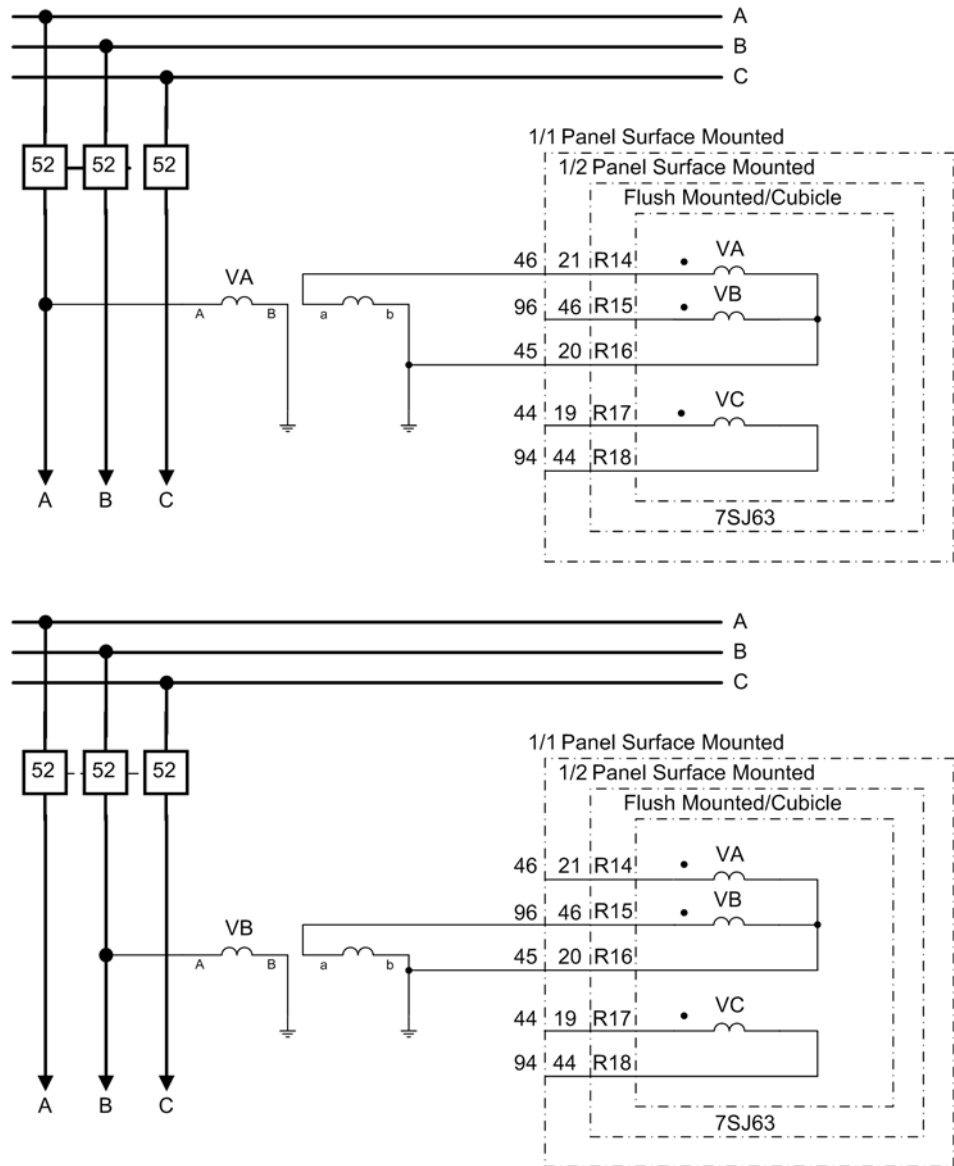 A
B
C
1/1 Panel Surface Mounted
52 52 52
1/2 Panel Surface Mounted
Flush Mounted/Cubicle
VA
46 21 R14
VA
VB
96 46 R15
A B a b
45 20 R16
VC
44 19 R17
94 44 R18
A B C
7SJ63
A
B
C
1/1 Panel Surface Mounted
52 52 52
1/2 Panel Surface Mounted
Flush Mounted/Cubicle
VA
46 21 R14
VB
96 46 R15
VB
A B a b
45 20 R16
VC
44 19 R17
94 44 R18
A B C
7SJ63